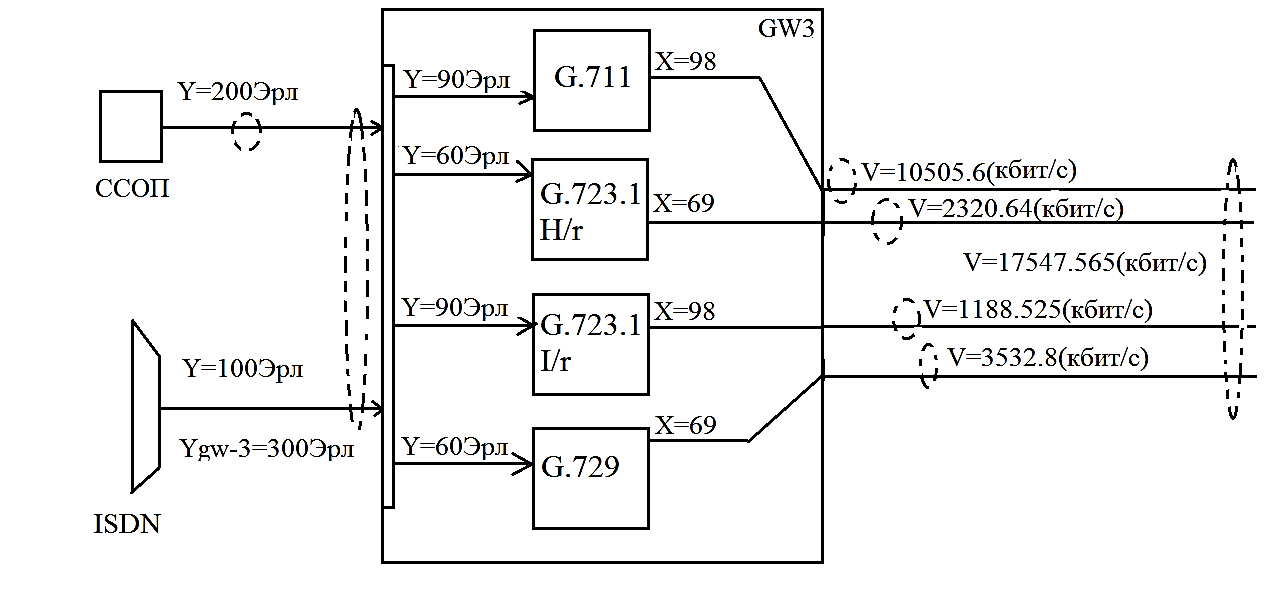 GW3
G.711
X=98
Y=90Эрл
Y=200Эрл
ССОП
Y=60Эрл
G.723.1
H/r
X=69
V=10505.6(кбит/с)
V=2320.64(кбит/с)
V=17547.565(кбит/с)
Y=90Эрл
G.723.1
I/r
X=98
V=1188.525(кбит/с)
V=3532.8(кбит/с)
Y=100Эрл
Ygw-3=300Эрл
ISDN
Y=60Эрл
G.729
X=69